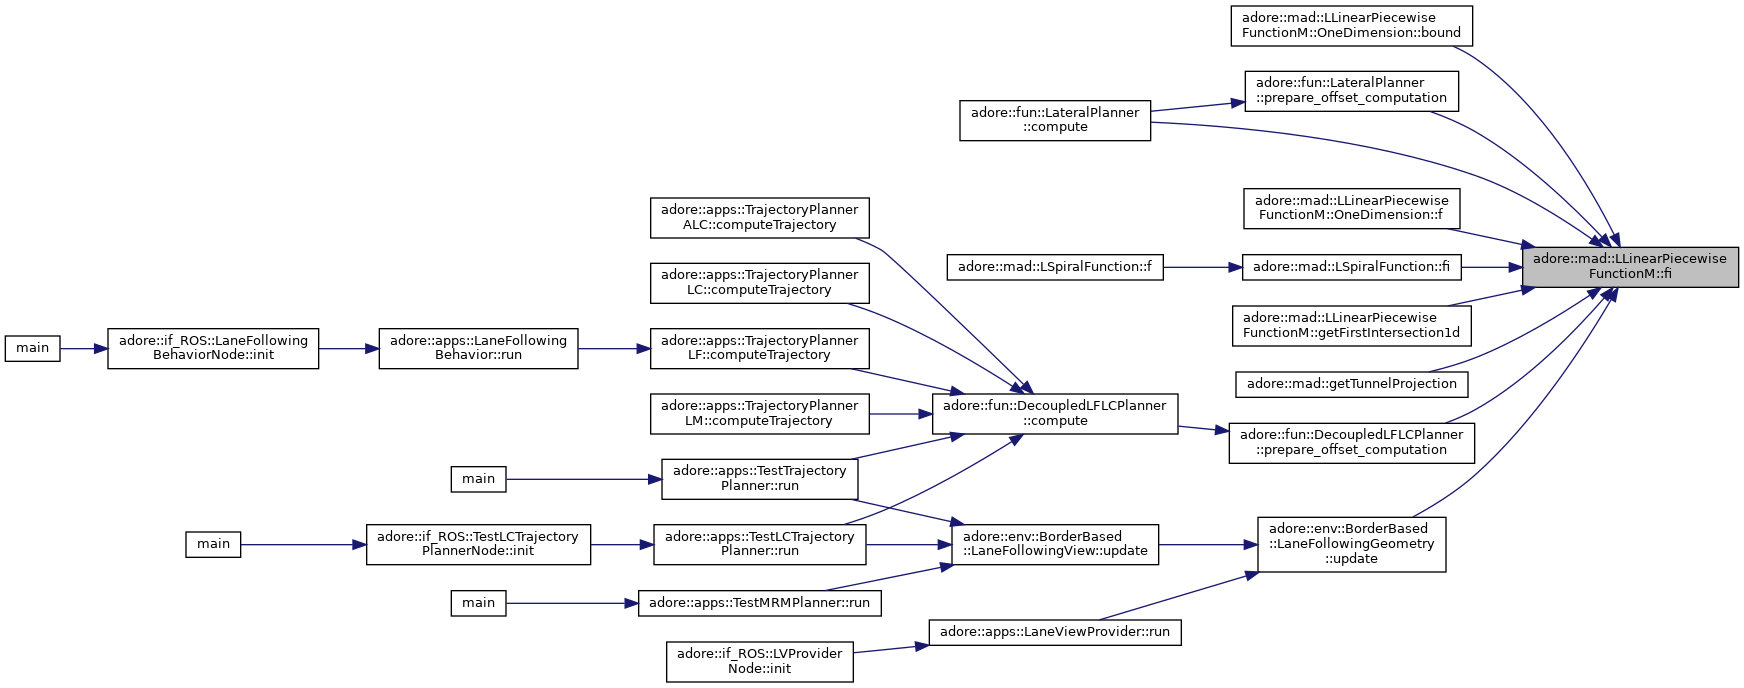 adore::mad::LLinearPiecewise
FunctionM::OneDimension::bound
adore::fun::LateralPlanner
::prepare_offset_computation
adore::fun::LateralPlanner
::compute
adore::mad::LLinearPiecewise
FunctionM::OneDimension::f
adore::apps::TrajectoryPlanner
ALC::computeTrajectory
adore::mad::LLinearPiecewise
FunctionM::fi
adore::mad::LSpiralFunction::f
adore::mad::LSpiralFunction::fi
adore::apps::TrajectoryPlanner
LC::computeTrajectory
adore::mad::LLinearPiecewise
FunctionM::getFirstIntersection1d
main
adore::if_ROS::LaneFollowing
BehaviorNode::init
adore::apps::LaneFollowing
Behavior::run
adore::apps::TrajectoryPlanner
LF::computeTrajectory
adore::mad::getTunnelProjection
adore::apps::TrajectoryPlanner
LM::computeTrajectory
adore::fun::DecoupledLFLCPlanner
::compute
adore::fun::DecoupledLFLCPlanner
::prepare_offset_computation
main
adore::apps::TestTrajectory
Planner::run
main
adore::if_ROS::TestLCTrajectory
PlannerNode::init
adore::apps::TestLCTrajectory
Planner::run
adore::env::BorderBased
::LaneFollowingView::update
adore::env::BorderBased
::LaneFollowingGeometry
::update
main
adore::apps::TestMRMPlanner::run
adore::apps::LaneViewProvider::run
adore::if_ROS::LVProvider
Node::init